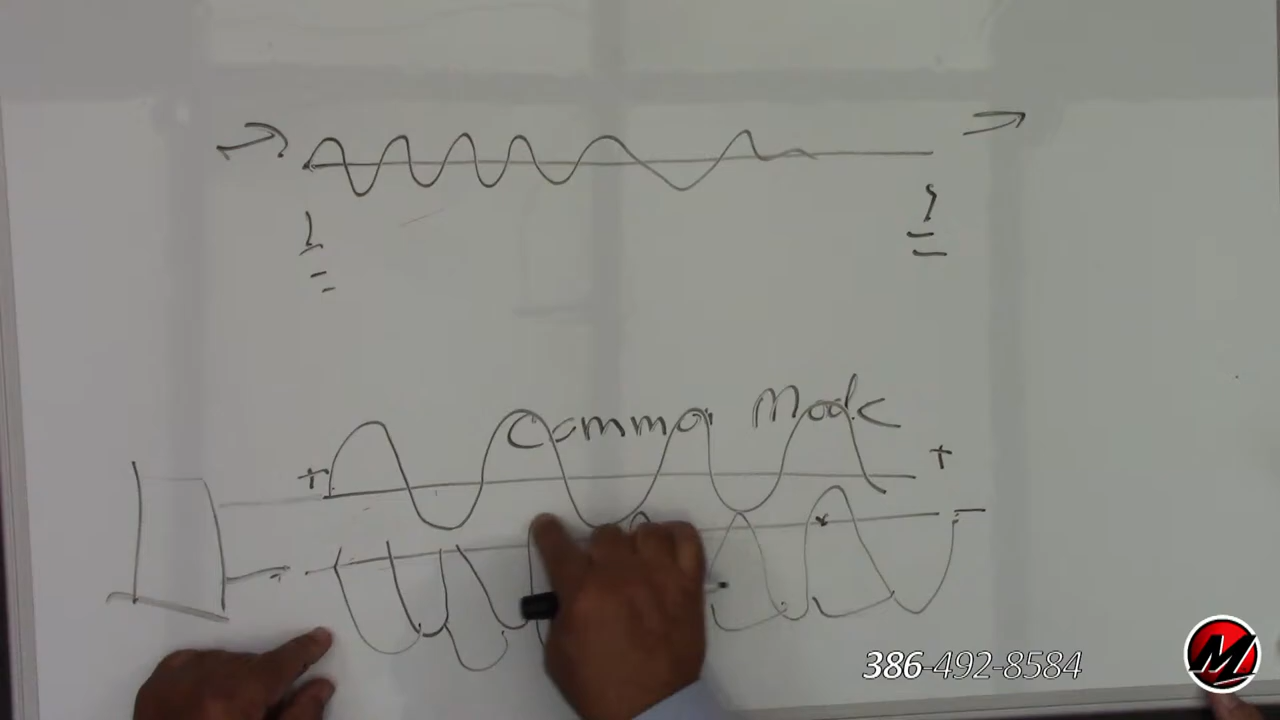 Common Mode
+ +
- -
386-492-8584
M